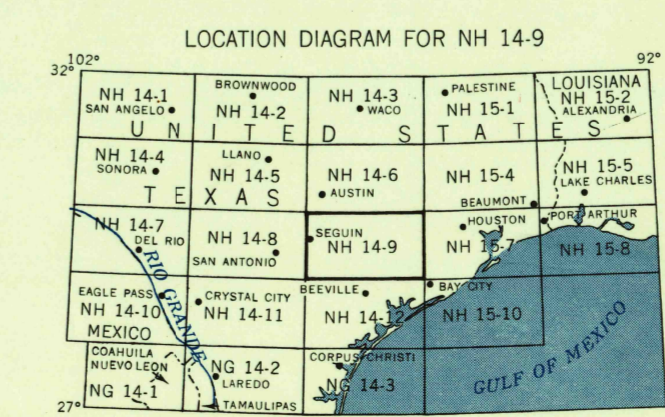 LOCATION DIAGRAM FOR NH 14-9
102°
92°
32°
NH 14-1
SAN ANGELO
BROWNWOOD
NH 14-2
NH 14-3
WACO
PALESTINE
NH 15-1
LOUISIANA
NH 15-2
ALEXANDRIA
UNITED STATES
NH 14-4
SONORA
LLANO
NH 14-5
NH 14-6
AUSTIN
NH 15-4
BEAUMONT
NH 15-5
LAKE CHARLES
TEXAS
NH 14-7
DEL RIO
NH 14-8
SAN ANTONIO
SEGUIN
NH 14-9
HOUSTON
NH 15-7
PORT ARTHUR
NH 15-8
RIO GRANDE
EAGLE PASS
NH 14-10
CRYSTAL CITY
NH 14-11
BEEVILLE
NH 14-12
BAY CITY
NH 15-10
MEXICO
COAHUILA
NUEVO LEON
NG 14-1
NG 14-2
LAREDO
TAMAULIPAS
CORPUS CHRISTI
NG 14-3
GULF OF MEXICO
27°